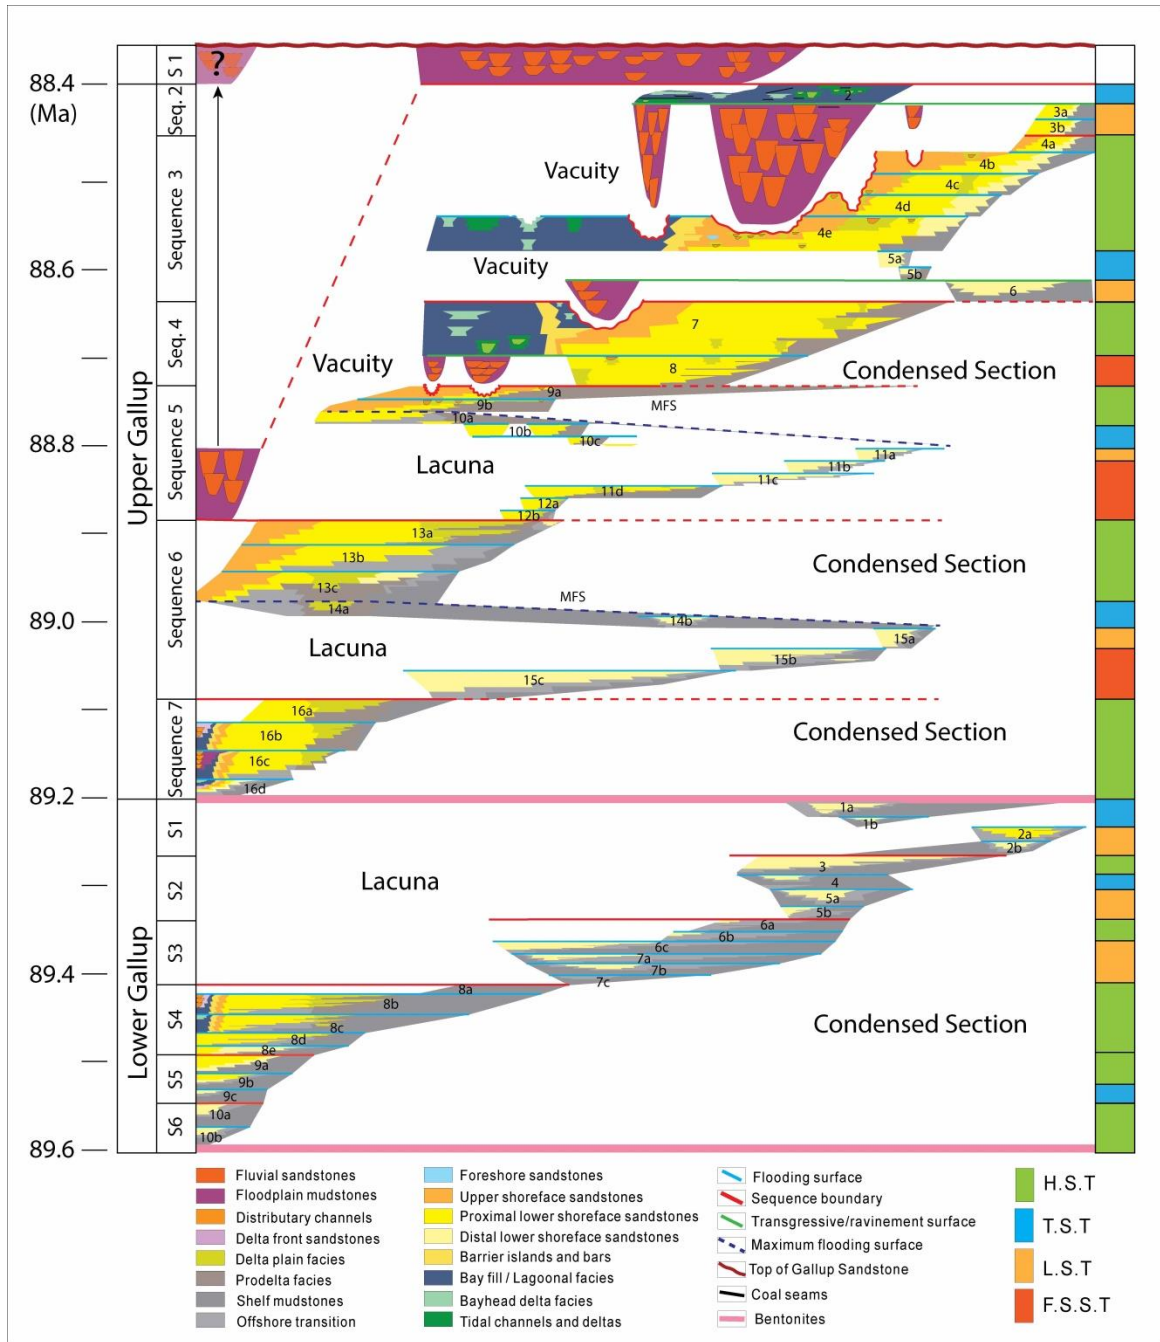 S 1
?
88.4
(Ma)
Seq. 2
2
3a
3b
4a
Vacuity
4b
4c
4d
Sequence 3
4e
5a
5b
88.6
Vacuity
6
Seq. 4
7
8
Vacuity
Condensed Section
9a
9b
MFS
10a
10b
10c
Upper Gallup
Sequence 5
88.8
Lacuna
11a
11b
11c
11d
12a
12b
13a
13b
Condensed Section
13c
Sequence 6
MFS
14a
14b
89.0
15a
Lacuna
15b
15c
16a
16b
Condensed Section
16c
Sequence 7
16d
89.2
1a
1b
S1
2a
2b
3
Lacuna
4
S2
5a
5b
6a
6b
6c
S3
7a
7b
7c
89.4
Lower Gallup
8a
8b
S4
8c
Condensed Section
8d
8e
9a
S5
9b
9c
10a
S6
10b
89.6
Fluvial sandstones
Floodplain mudstones
Distributary channels
Delta front sandstones
Delta plain facies
Prodelta facies
Shelf mudstones
Offshore transition
Foreshore sandstones
Upper shoreface sandstones
Proximal lower shoreface sandstones
Distal lower shoreface sandstones
Barrier islands and bars
Bay fill / Lagoonal facies
Bayhead delta facies
Tidal channels and deltas
Flooding surface
Sequence boundary
Transgressive/ravinement surface
Maximum flooding surface
Top of Gallup Sandstone
Coal seams
Bentonites
H.S.T
T.S.T
L.S.T
F.S.S.T